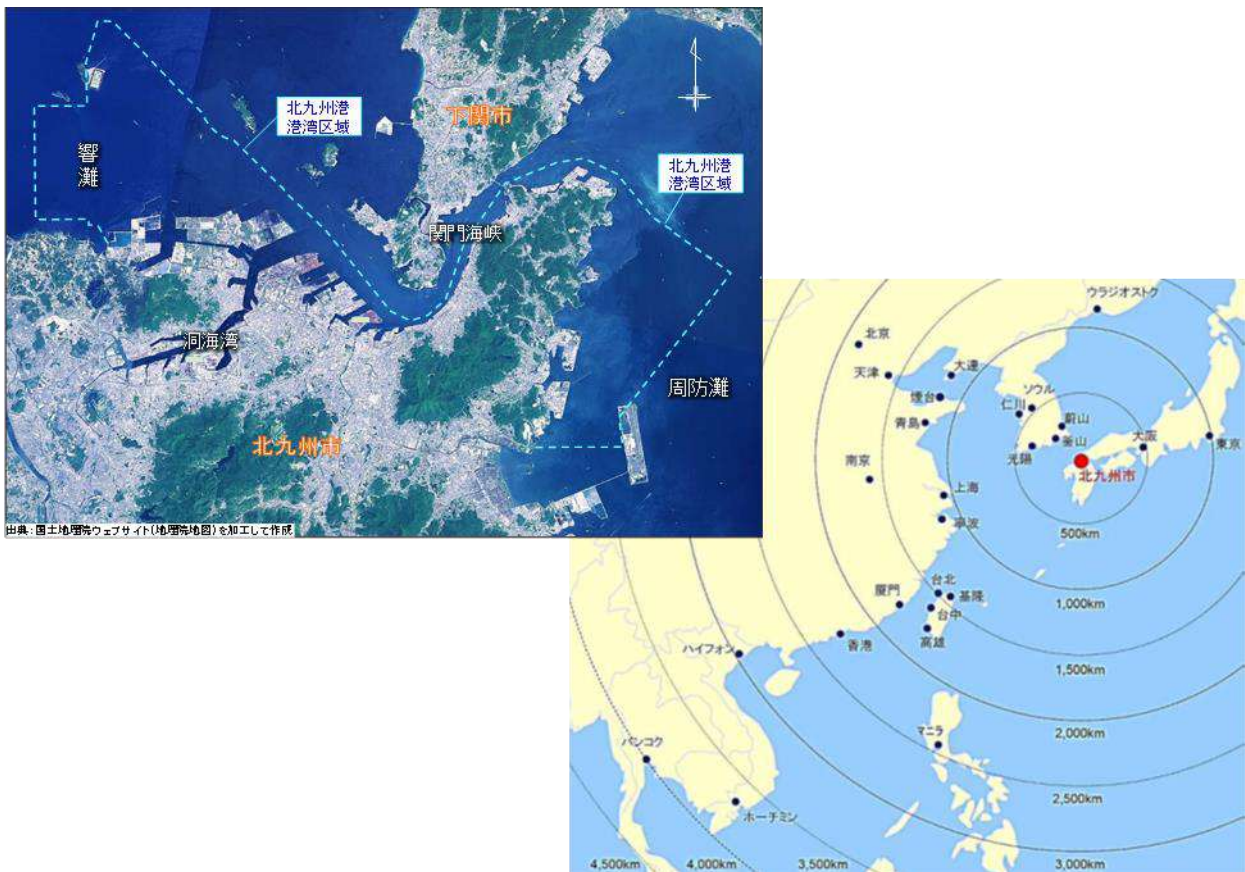 下関市
北九州港
港湾区域
北九州港
港湾区域
響灘
関門海峡
洞海湾
周防灘
北九州市
出典:国土地理院ウェブサイト(地理院地図)を加工して作成
ウラジオストク
北京
天津
大連
ソウル
煙台
仁川
蔚山
青島
釜山
大阪
東京
光陽
北九州市
南京
上海
寧波
500km
台北
厦門
基隆
1,000km
台中
香港
高雄
ハイフォン
1,500km
マニラ
2,000km
バンコク
2,500km
ホーチミン
4,500km
4,000km
3,500km
3,000km